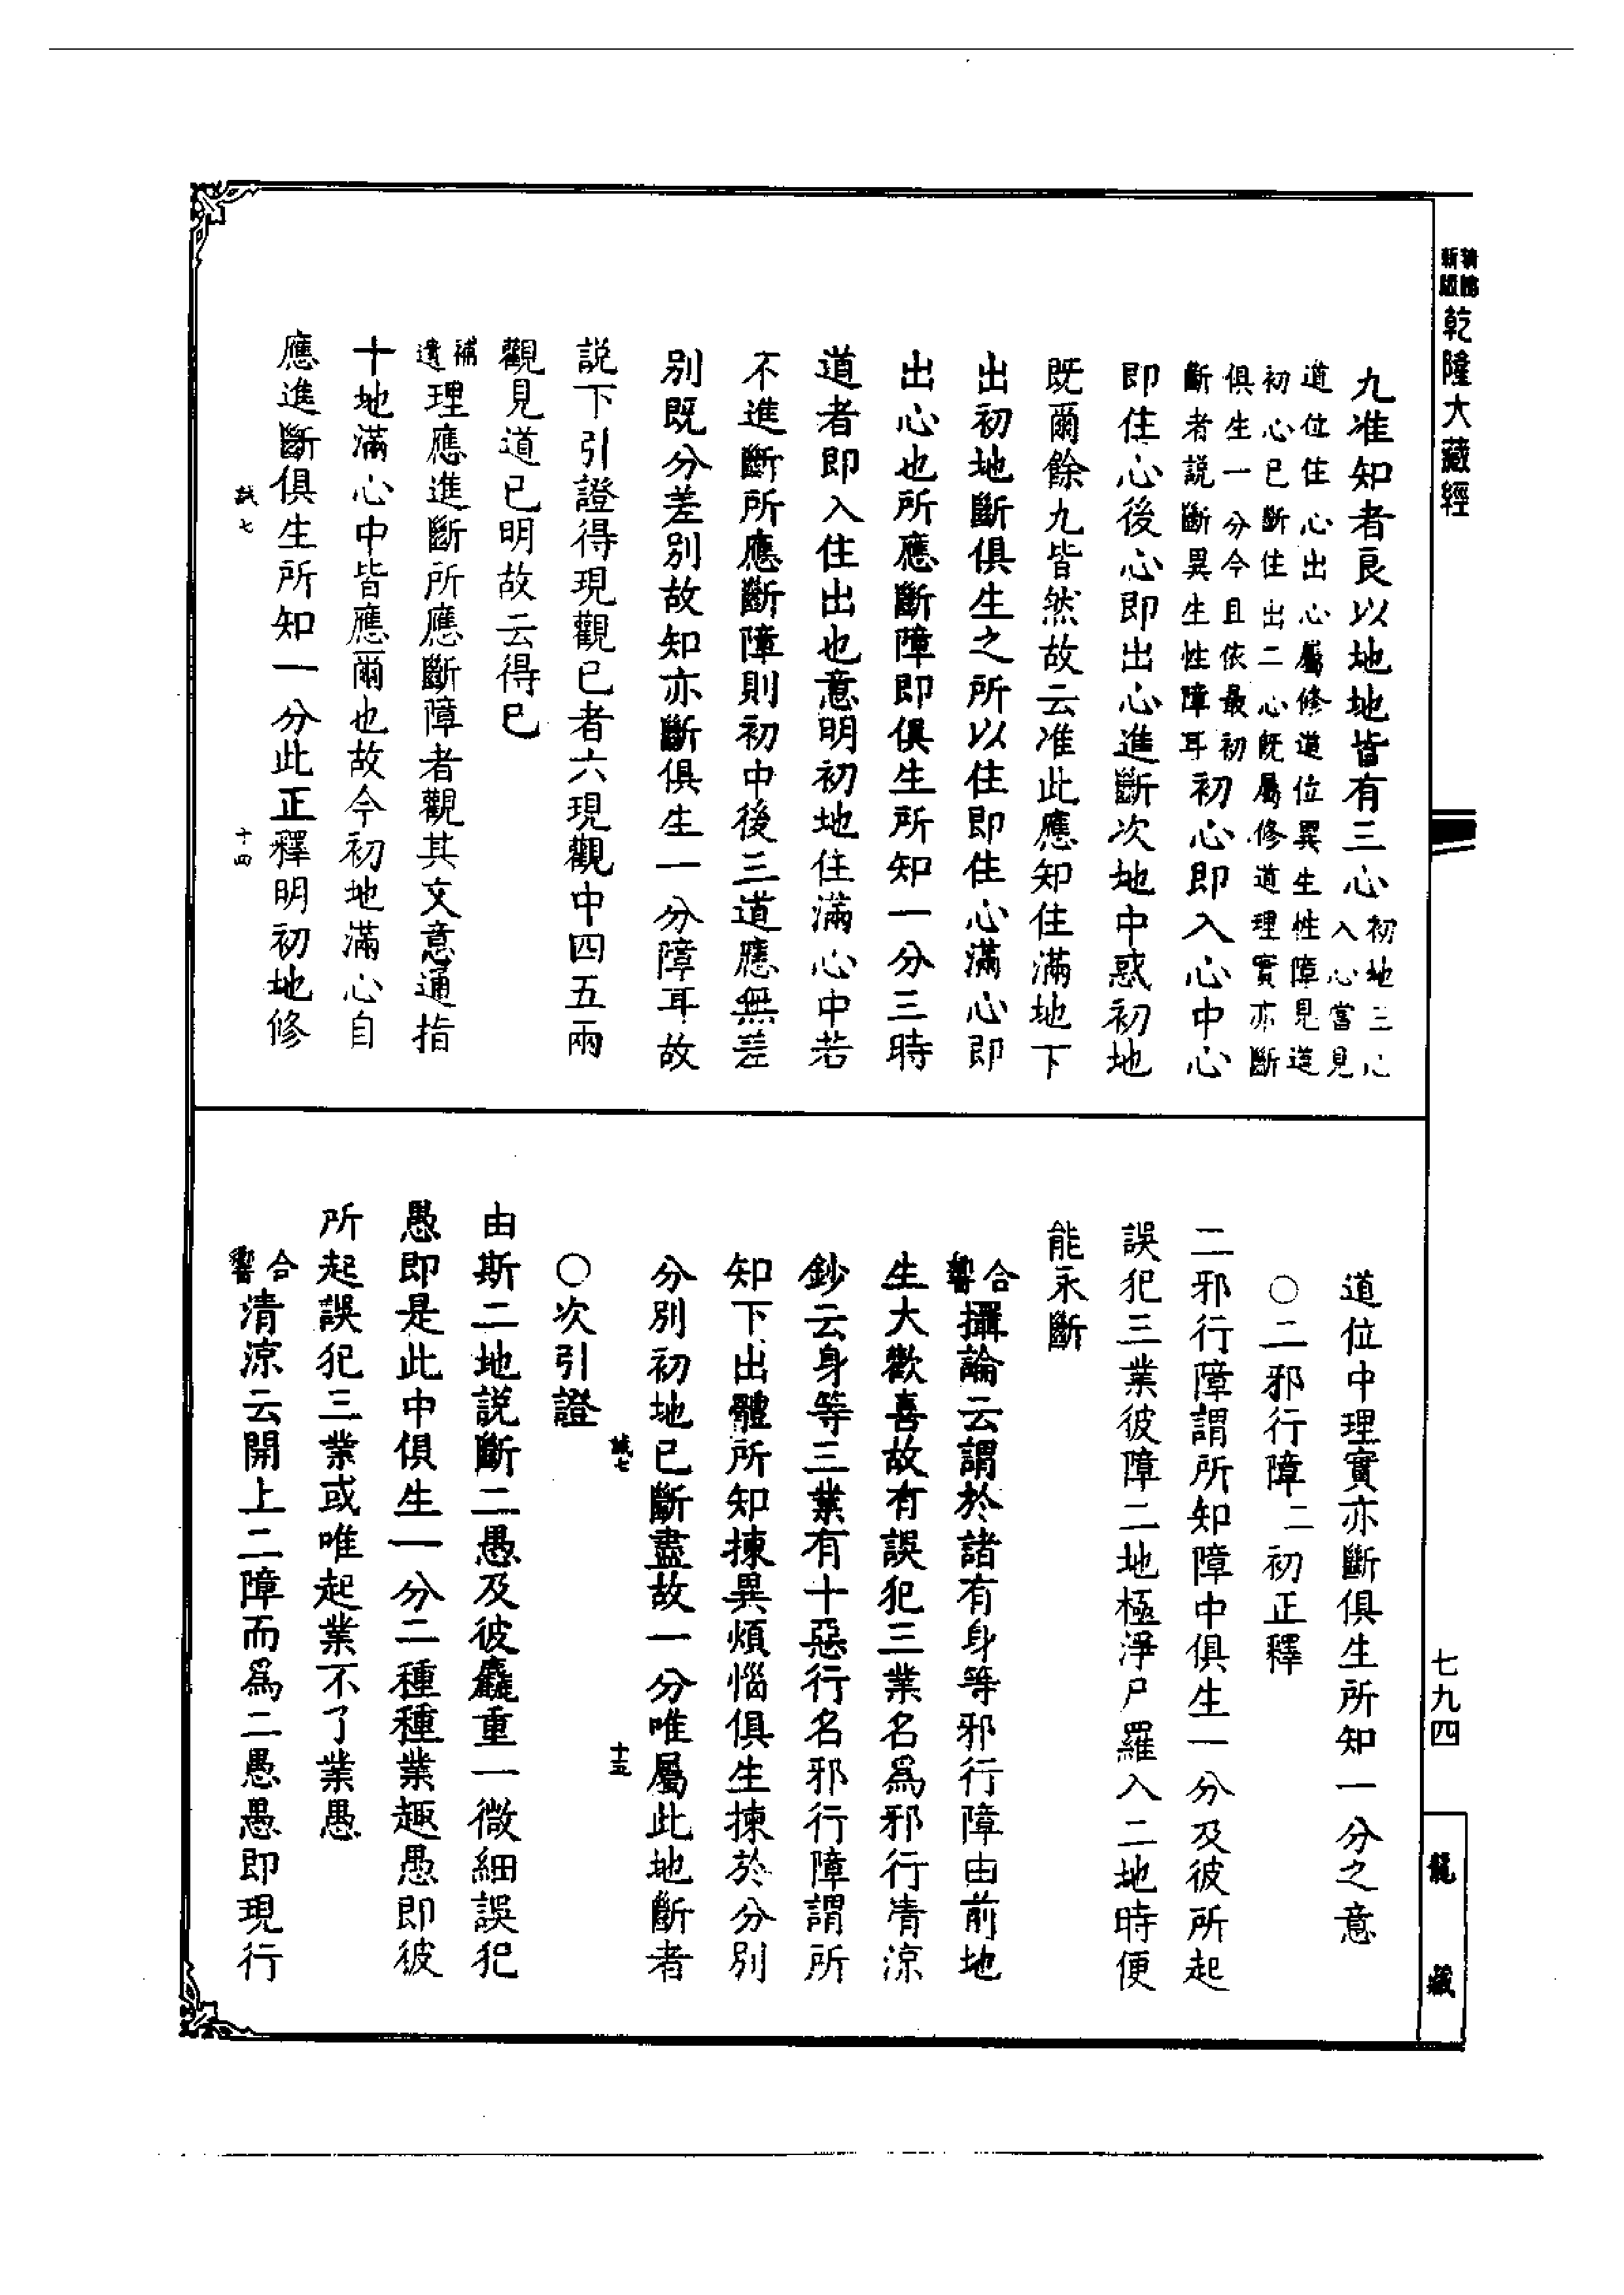 乾隆大藏經
九准知者良以地地皆有三心初地三心入心當見
道位住心出心屬修道位異生性障見道
初心已斷住出二心既屬修道理實亦斷
俱生一分今且依最初
斷者説斷異生性障耳初心即入心中心
即住心後心即出心進斷次地中惑初地
既爾餘九皆然故云准此應知住滿地下
出初地斷俱生之所以住即住心滿心即
出心也所應斷障即俱生所知一分三時
道者即入住出也意明初地住滿心中若
不進斷所應斷障則初中後三道應無差
别既分差别故知亦斷俱生一分障耳故
説下引證得現觀已者六現觀中四五兩
觀見道已明故云得已
補遺理應進斷所應斷障者觀其文意通指
十地滿心中皆應爾也故今初地滿心自
應進斷俱生所知一分此正釋明初地修
誠七 十四
道位中理實亦斷俱生所知一分之意
○二邪行障二初正釋
二邪行障謂所知障中俱生一分及彼所起
誤犯三業彼障二地極淨尸羅入二地時便
能永斷
合響攝論云謂於諸有身等邪行障由前地
生大歡喜故有誤犯三業名爲邪行清涼
鈔云身等三業有十惡行名邪行障謂所
知下出體所知揀異煩惱俱生揀於分別
分別初地已斷盡故一分唯屬此地斷者
誠七 十五
○次引證
由斯二地説斷二愚及彼麤重一微細誤犯
愚即是此中俱生一分二種種業趣愚即彼
所起誤犯三業或唯起業不了業愚
合響清涼云開上二障而爲二愚愚即現行
七九四
龍藏